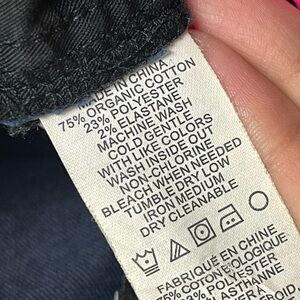 MADE IN CHINA
75% ORGANIC COTTON
23% POLYESTER
2% ELASTANE
MACHINE WASH
COLD GENTLE
WITH LIKE COLORS
WASH INSIDE OUT
NON-CHLORINE
BLEACH WHEN NEEDED
TUMBLE DRY LOW
IRON MEDIUM
DRY CLEANABLE
FABRIQUÉ EN CHINE